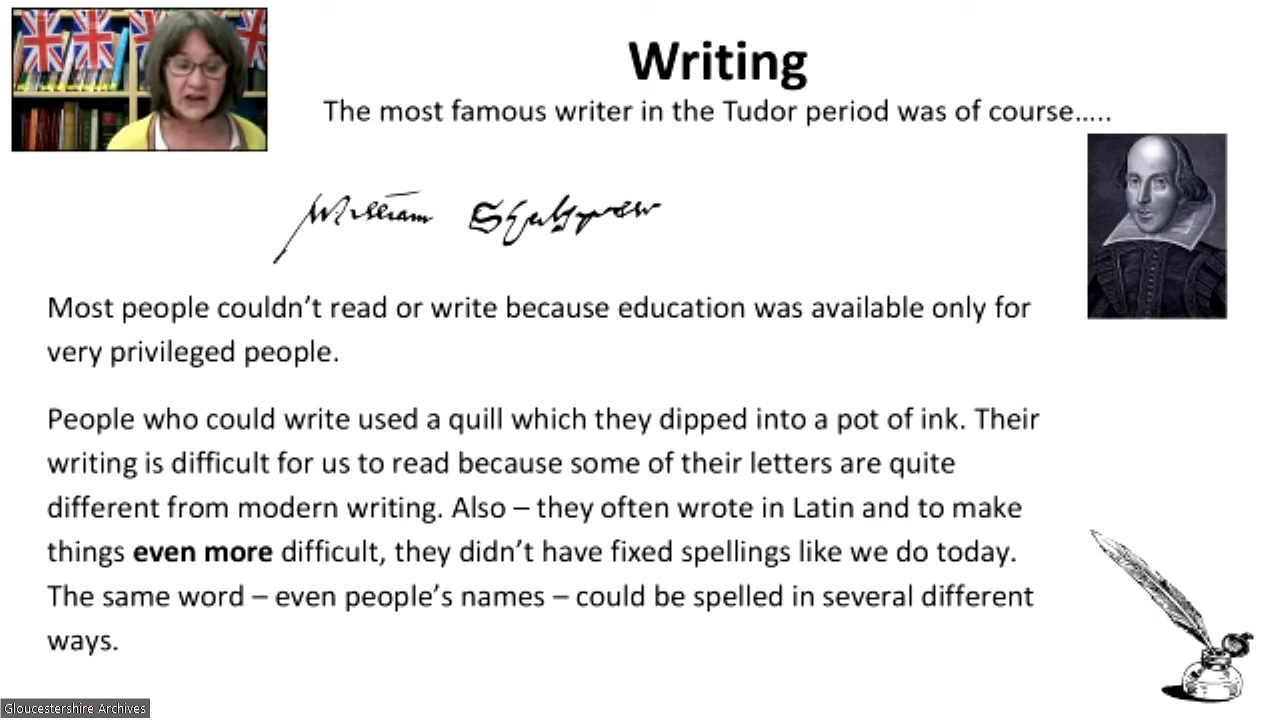 Writing
The most famous writer in the Tudor period was of course.....
William
Most people couldn’t read or write because education was available only for
very privileged people.
People who could write used a quill which they dipped into a pot of ink. Their
writing is difficult for us to read because some of their letters are quite
different from modern writing. Also – they often wrote in Latin and to make
things even more difficult, they didn’t have fixed spellings like we do today.
The same word – even people’s names – could be spelled in several different
ways.
Gloucestershire Archives